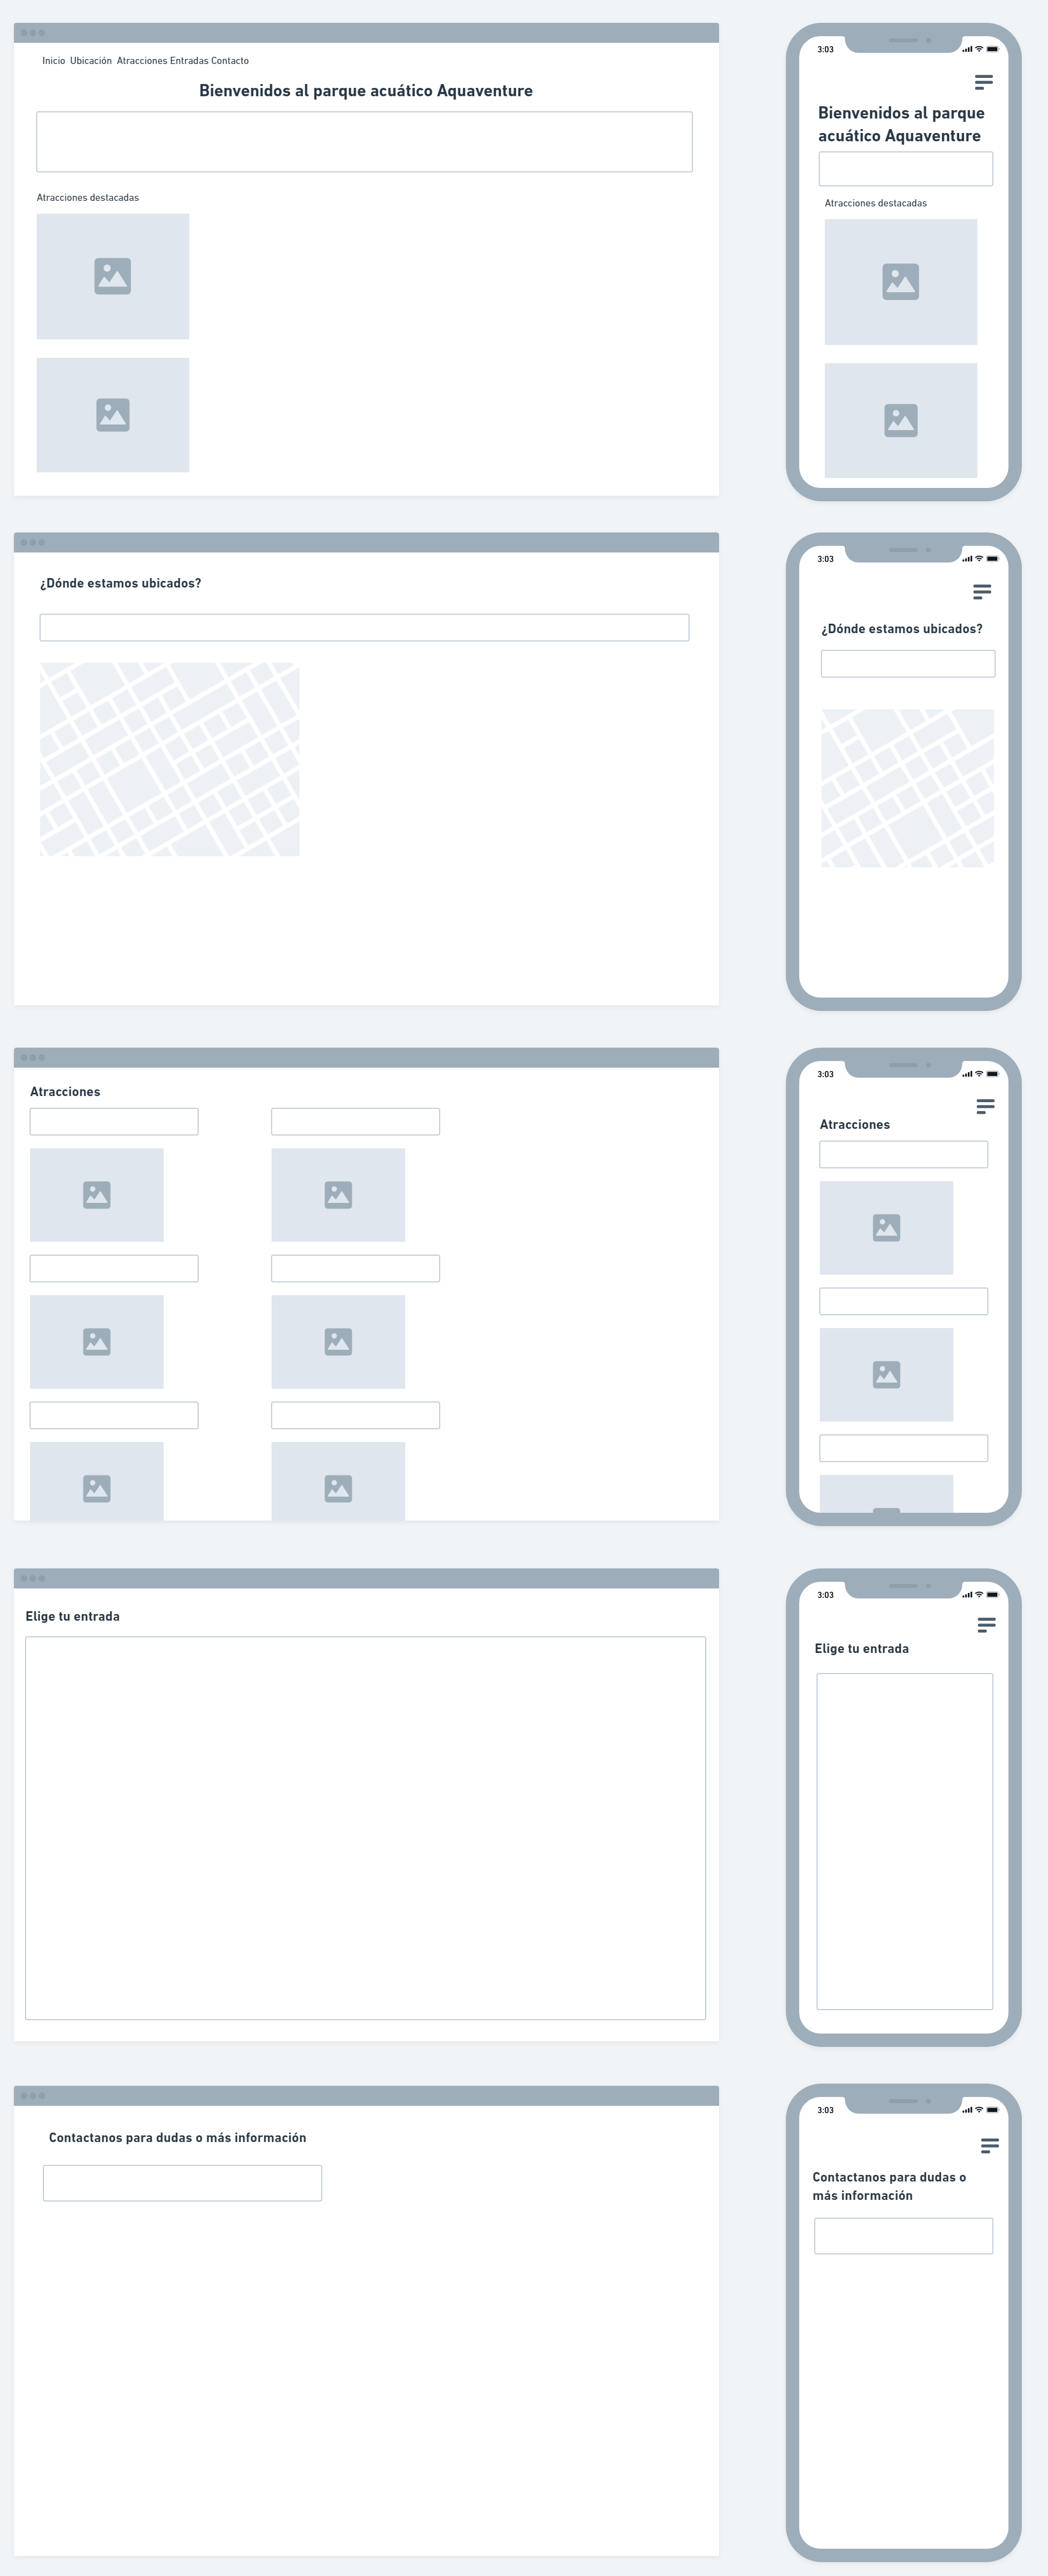 Inicio Ubicación Atracciones Entradas Contacto
Bienvenidos al parque acuático Aquaventure
Atracciones destacadas
3:03
Bienvenidos al parque
acuático Aquaventure
Atracciones destacadas
¿Dónde estamos ubicados?
3:03
¿Dónde estamos ubicados?
Atracciones
3:03
Atracciones
Elige tu entrada
3:03
Elige tu entrada
Contactanos para dudas o más información
3:03
Contactanos para dudas o
más información